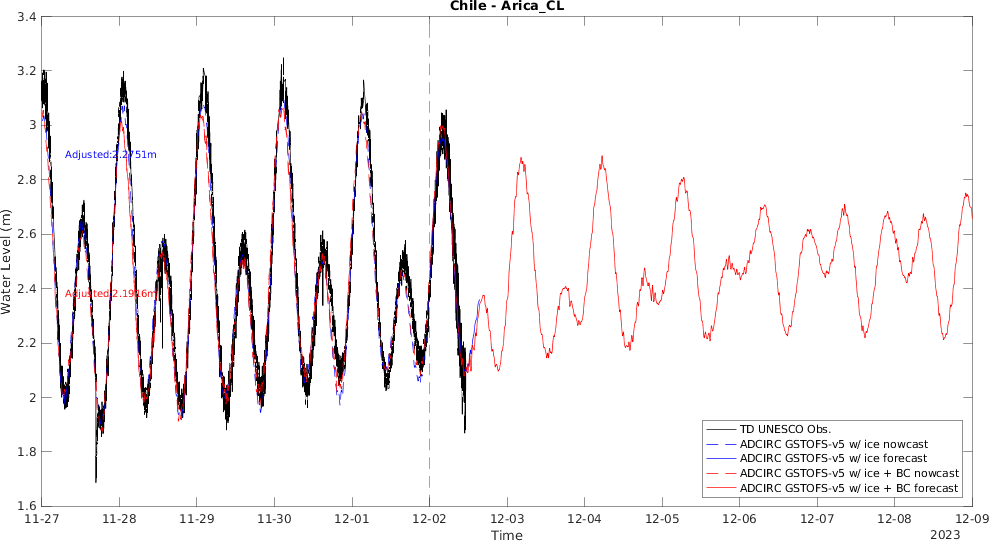 Chile - Arica_CL
Water Level (m)
3.4
3.2
3
2.8
2.6
2.4
2.2
2
1.8
1.6
Adjusted:2.2751m
Adjusted:2.1916m
TD UNESCO Obs.
ADCIRC GSTOFS-v5 w/ ice nowcast
ADCIRC GSTOFS-v5 w/ ice forecast
ADCIRC GSTOFS-v5 w/ ice + BC nowcast
ADCIRC GSTOFS-v5 w/ ice + BC forecast
11-27 11-28 11-29 11-30 12-01 12-02 12-03 12-04 12-05 12-06 12-07 12-08 12-09
Time
2023